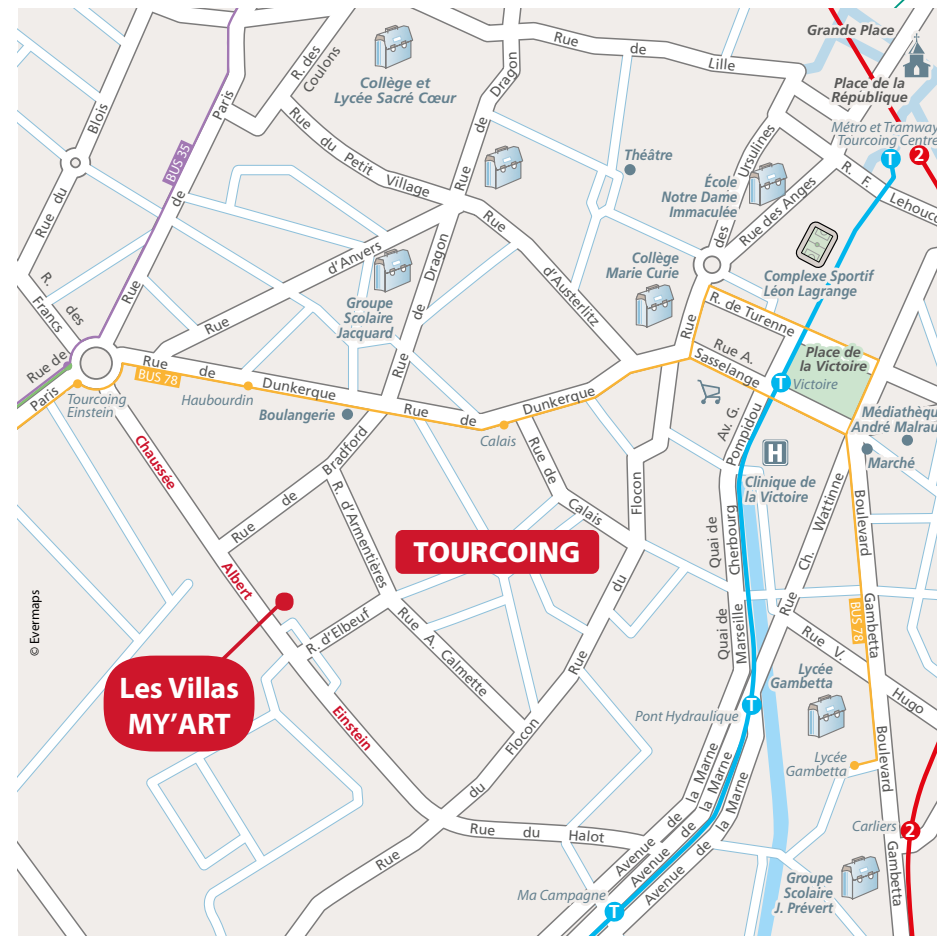 Grande Place
Place de la
République
Métro et Tramway
Tourcoing Centre
T
2
Rue de Lille
R. des
Coulons
Collège et
Lycée Sacré Cœur
Rue de Dragon
Rue du Blois
BUS 35
Rue de Paris
Rue du Petit Village
Théâtre
École
Notre Dame
Immaculée
Rue des Ursulines
Rue des Anges
R. F. Lehouco
Complexe Sportif
Léon Lagrange
Collège
Marie Curie
Rue d'Austerlitz
Rue d'Anvers
Groupe
Scolaire
Jacquard
Rue de Dragon
R. des Francs
R. de Turenne
Rue A.
Sasselange
Place de
la Victoire
T
Victoire
Rue de
Paris
Tourcoing
Einstein
BUS 78
Rue de Dunkerque
Haubourdin
Boulangerie
Rue de Dunkerque
Calais
Av. G.
Pompidou
H
Clinique de
la Victoire
Médiathèqu
André Malrau
Marché
Chaussée
Albert
Einstein
Rue de Bradford
R. d'Armentières
Rue de Calais
Rue du Flocon
TOURCOING
Quai de
Cherbourg
Quai de
Marseille
Rue Ch. Wattinne
Boulevard
Gambetta
BUS 78
R. d'Elbeuf
Rue A. Calmette
Les Villas
MY'ART
Rue V. Hugo
Lycée
Gambetta
Pont Hydraulique
T
Lycée
Gambetta
Boulevard
Gambetta
Rue du Flocon
Rue du Halot
Avenue de la Marne
Avenue de la Marne
Avenue de la Marne
Carliers
2
Groupe
Scolaire
J. Prévert
Ma Campagne
T
© Evermaps